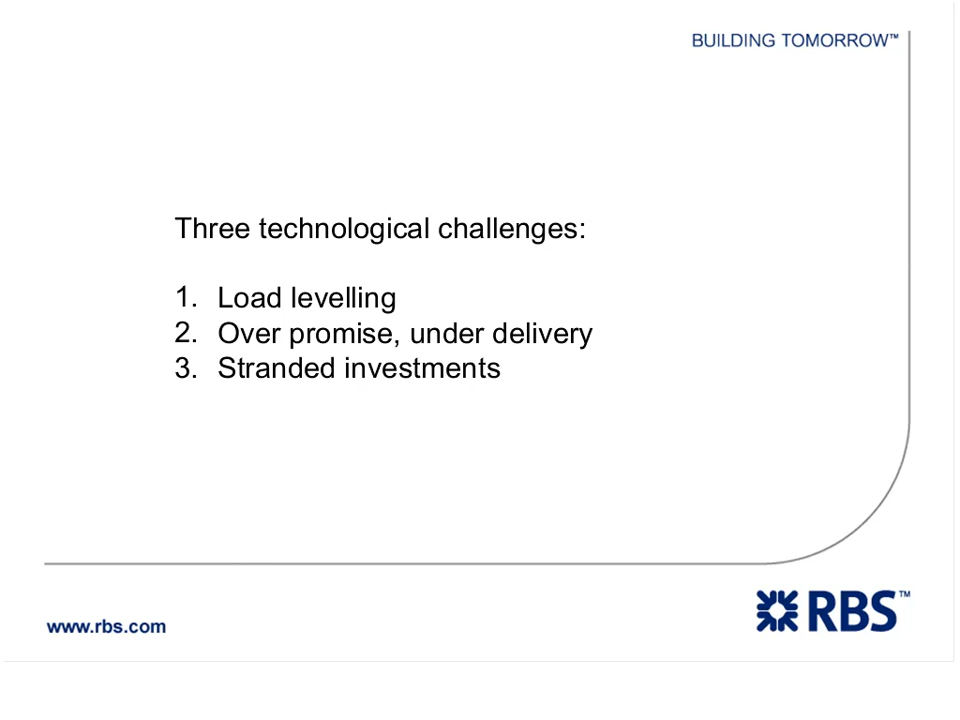 BUILDING TOMORROW™
Three technological challenges:
1. Load levelling
2. Over promise, under delivery
3. Stranded investments
www.rbs.com
RBS™